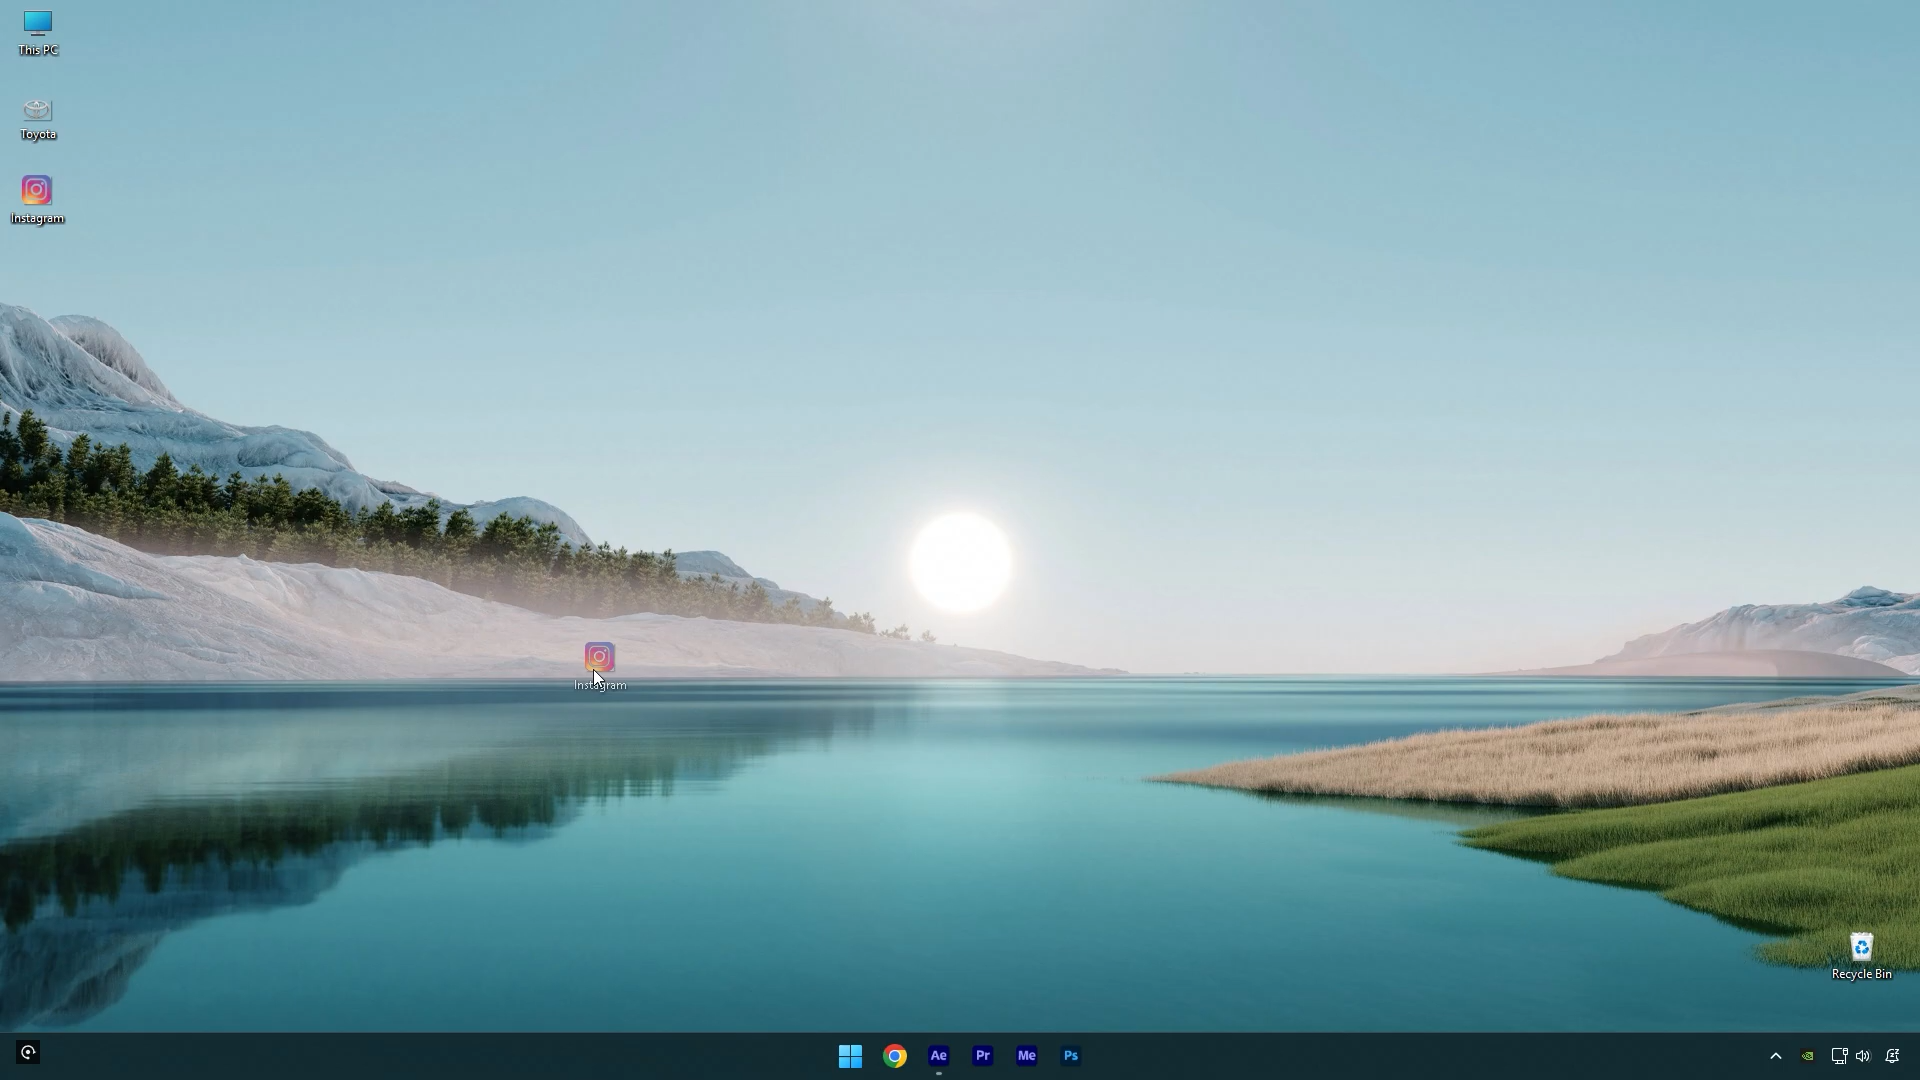 This PC
Toyota
Instagram
Instagram
Recycle Bin
Ae
Pr
Me
Ps